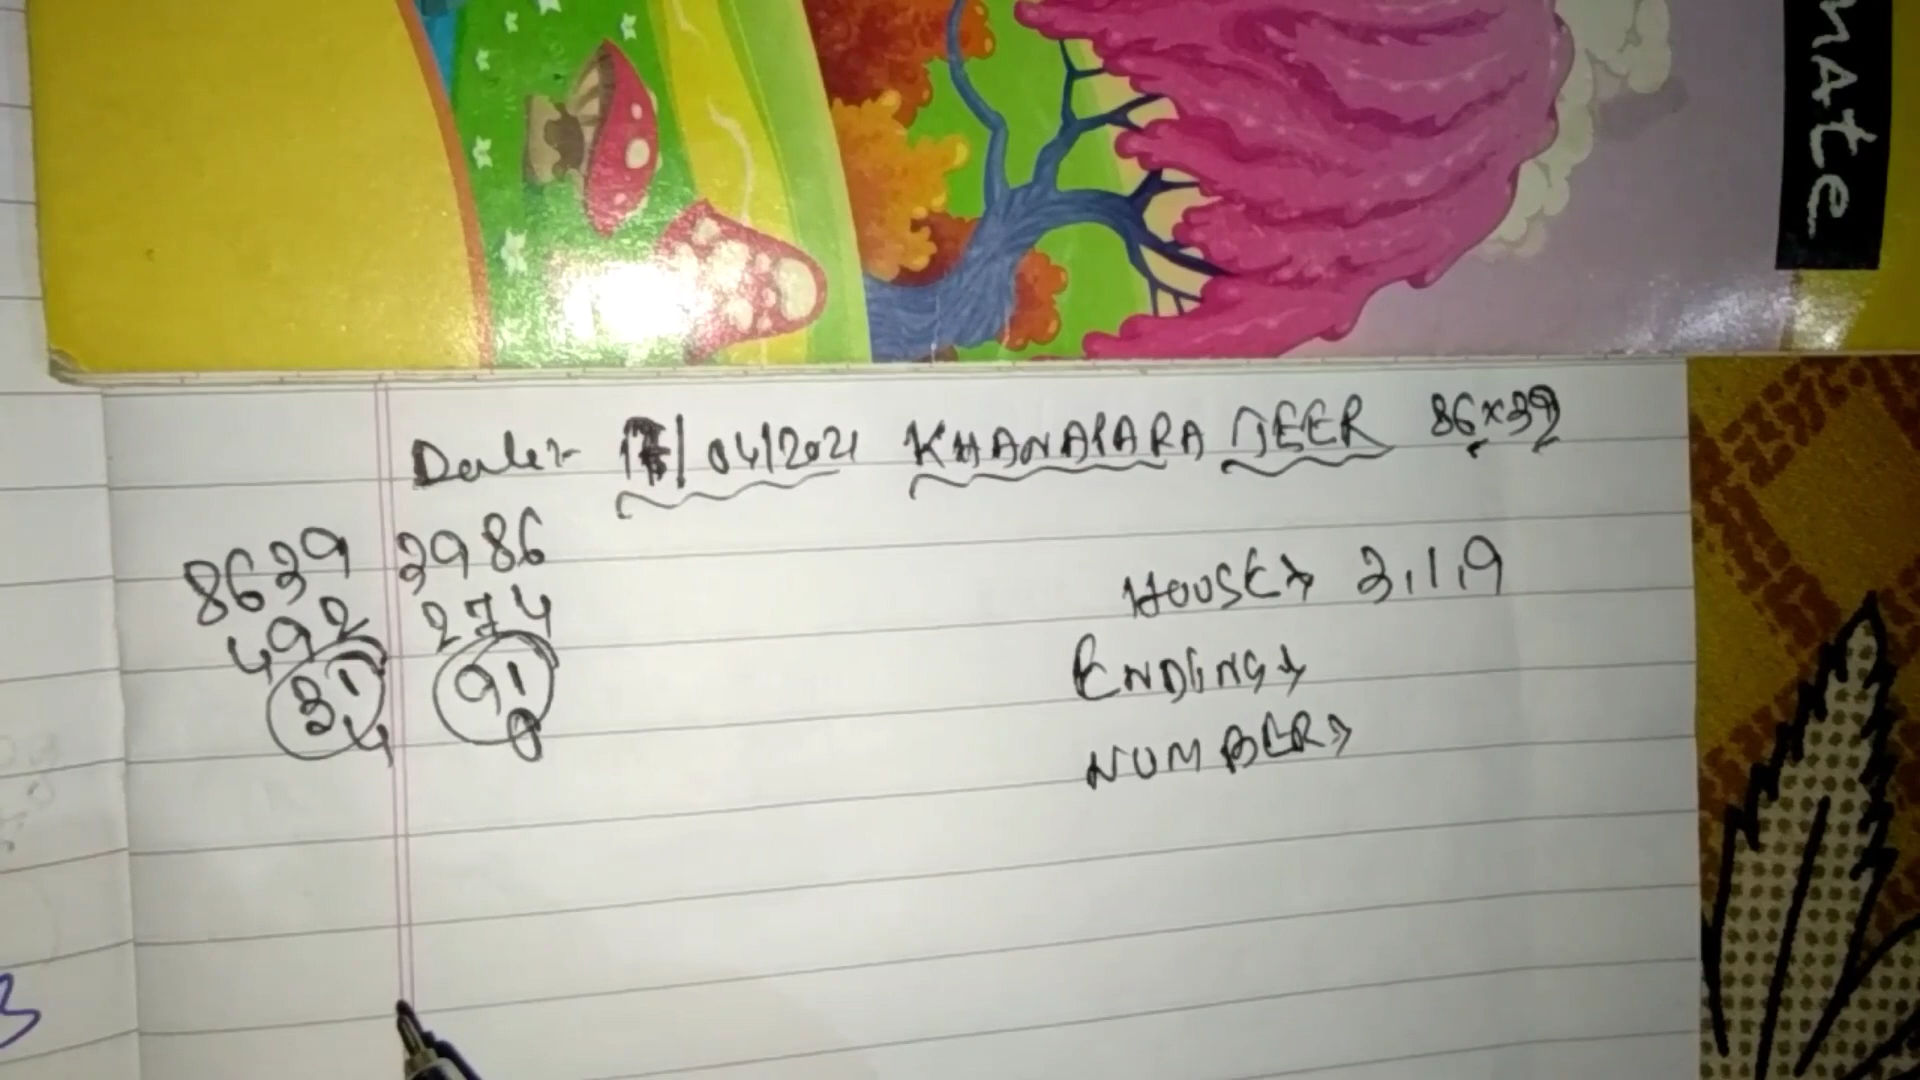 mate
Date:- 17/04/2021 KHANAPARA TEER 86x39
8639 3986
492 274
31 91
4 0
HOUSE→ 3,1,9
ENDING→
NUMBER→
3